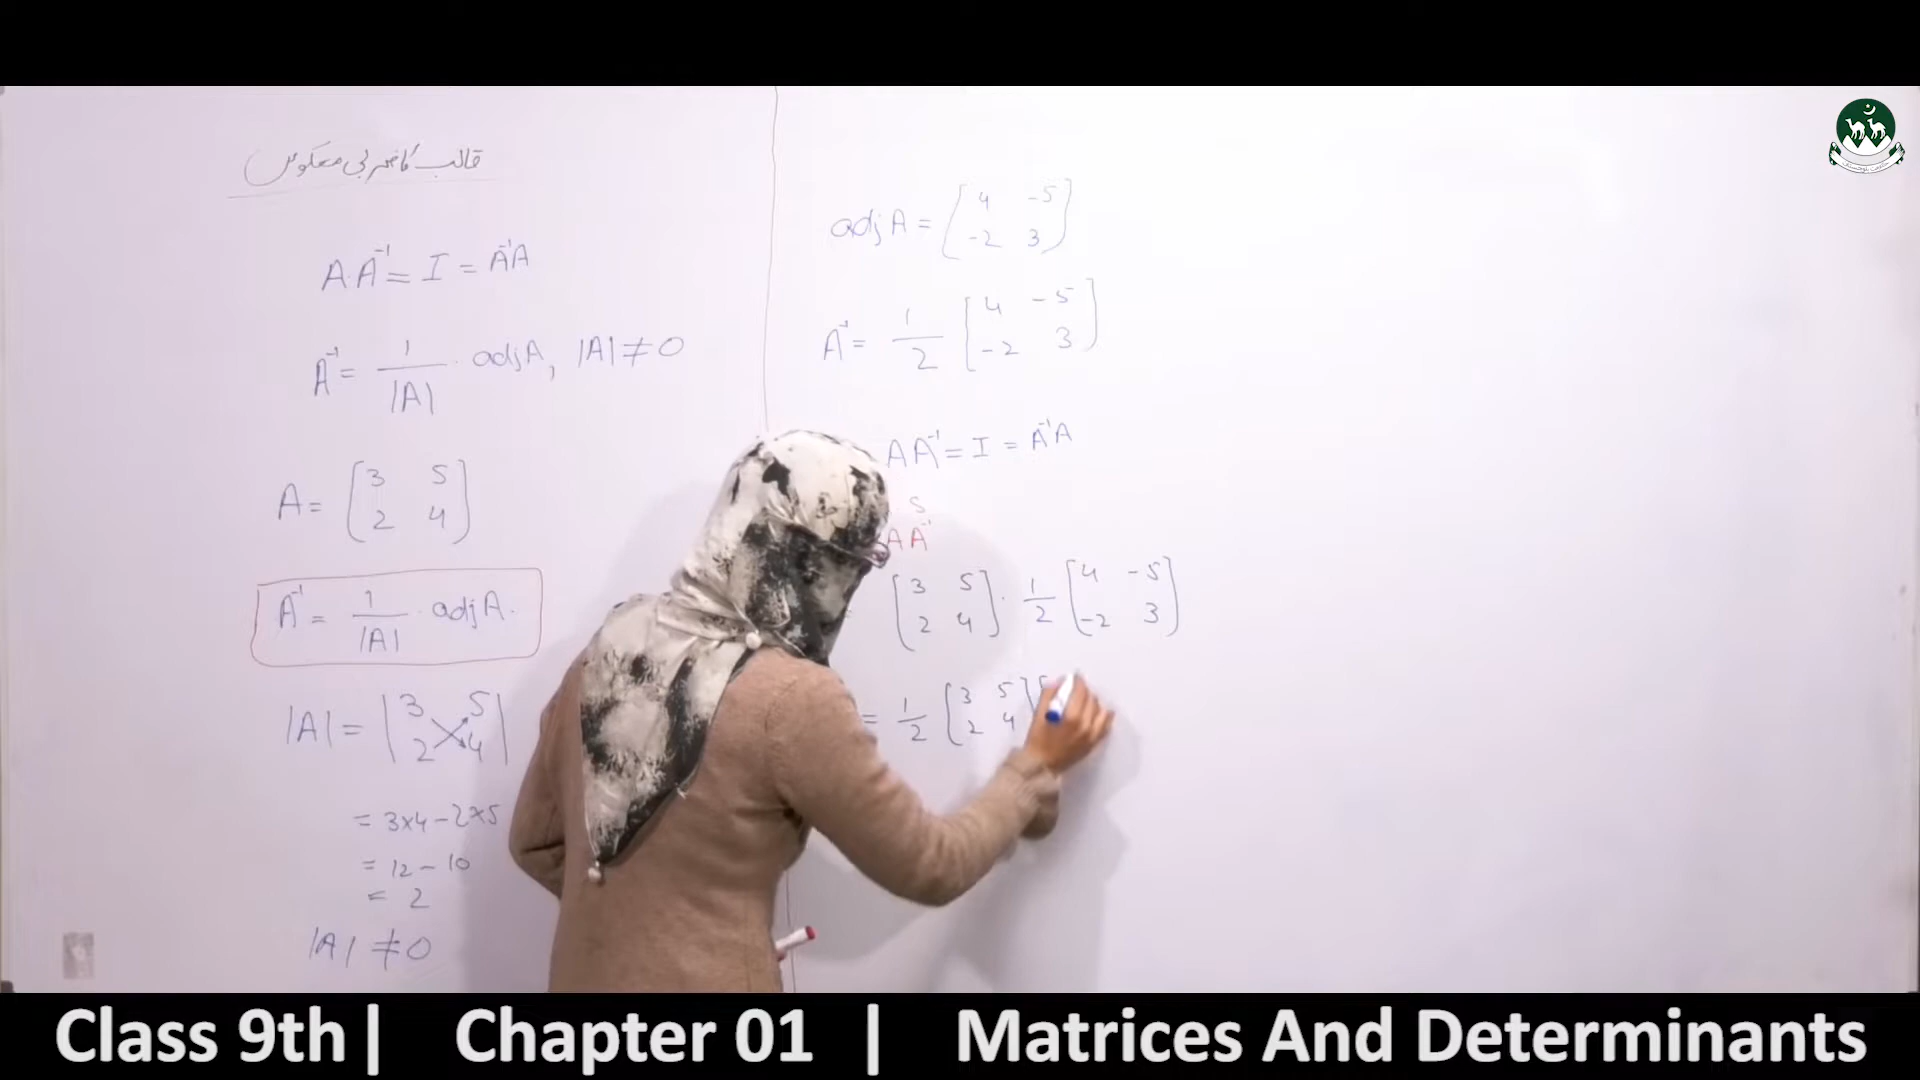 قالب کا ضربی معکوس
A.A⁻¹ = I = A⁻¹A
A⁻¹ = 1/|A| . adj A, |A| ≠ 0
A = [3 5
2 4]
A⁻¹ = 1/|A| . adj A.
|A| = |3 5
2 4|
= 3×4 - 2×5
= 12 - 10
= 2
|A| ≠ 0
adj A = [4 -5
-2 3]
A⁻¹ = 1/2 [4 -5
-2 3]
AA⁻¹ = I = A⁻¹A
. S
AA⁻¹
[3 5
2 4] . 1/2 [4 -5
-2 3]
= 1/2 [3 5
2 4] [
Class 9th | Chapter 01 | Matrices And Determinants